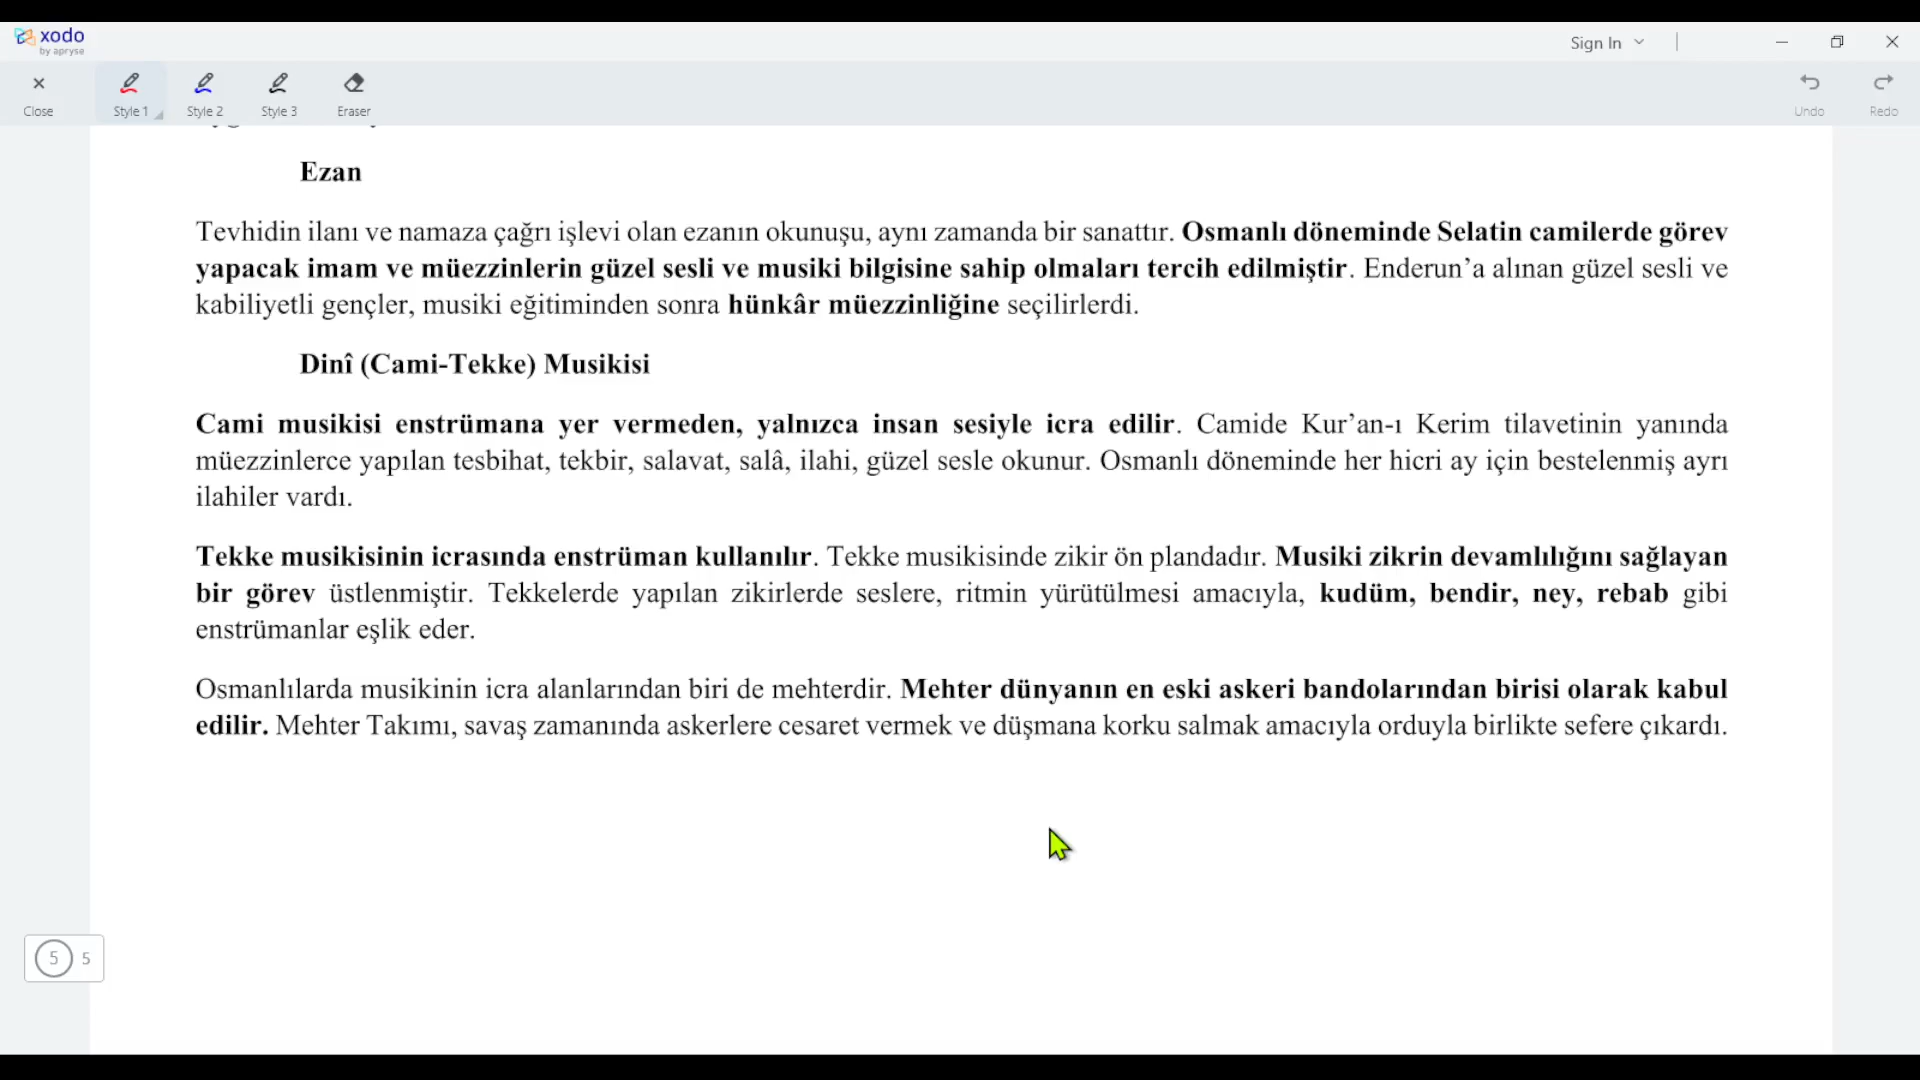 xodo
by apryse
Sign In
Close
Style 1
Style 2
Style 3
Eraser
Undo
Redo
Ezan
Tevhidin ilanı ve namaza çağrı işlevi olan ezanın okunuşu, aynı zamanda bir sanattır. Osmanlı döneminde Selatin camilerde görev
yapacak imam ve müezzinlerin güzel sesli ve musiki bilgisine sahip olmaları tercih edilmiştir. Enderun’a alınan güzel sesli ve
kabiliyetli gençler, musiki eğitiminden sonra hünkâr müezzinliğine seçilirlerdi.
Dinî (Cami-Tekke) Musikisi
Cami musikisi enstrümana yer vermeden, yalnızca insan sesiyle icra edilir. Camide Kur’an-ı Kerim tilavetinin yanında
müezzinlerce yapılan tesbihat, tekbir, salavat, salâ, ilahi, güzel sesle okunur. Osmanlı döneminde her hicri ay için bestelenmiş ayrı
ilahiler vardı.
Tekke musikisinin icrasında enstrüman kullanılır. Tekke musikisinde zikir ön plandadır. Musiki zikrin devamlılığını sağlayan
bir görev üstlenmiştir. Tekkelerde yapılan zikirlerde seslere, ritmin yürütülmesi amacıyla, kudüm, bendir, ney, rebab gibi
enstrümanlar eşlik eder.
Osmanlılarda musikinin icra alanlarından biri de mehterdir. Mehter dünyanın en eski askeri bandolarından birisi olarak kabul
edilir. Mehter Takımı, savaş zamanında askerlere cesaret vermek ve düşmana korku salmak amacıyla orduyla birlikte sefere çıkardı.
5 5